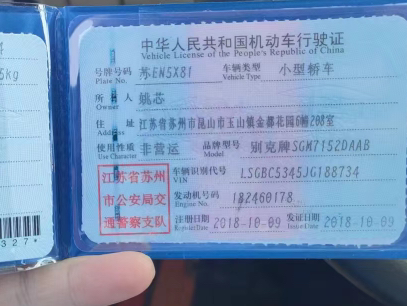 中华人民共和国机动车行驶证
Vehicle License of the People's Republic of China
号牌号码 苏EN5X81 车辆类型 小型轿车
Plate No. Vehicle Type
所有人 姚芯
Owner
住址 江苏省苏州市昆山市玉山镇金都花园6幢208室
Address
使用性质 非营运 品牌型号 别克牌SGM7152DAAB
Use Character Model
车辆识别代号 LSGBC5345JG188734
VIN
发动机号码 182460178
Engine No.
注册日期 2018-10-09 发证日期 2018-10-09
Register Date Issue Date
江苏省苏州
市公安局交
通警察支队
5kg
327*